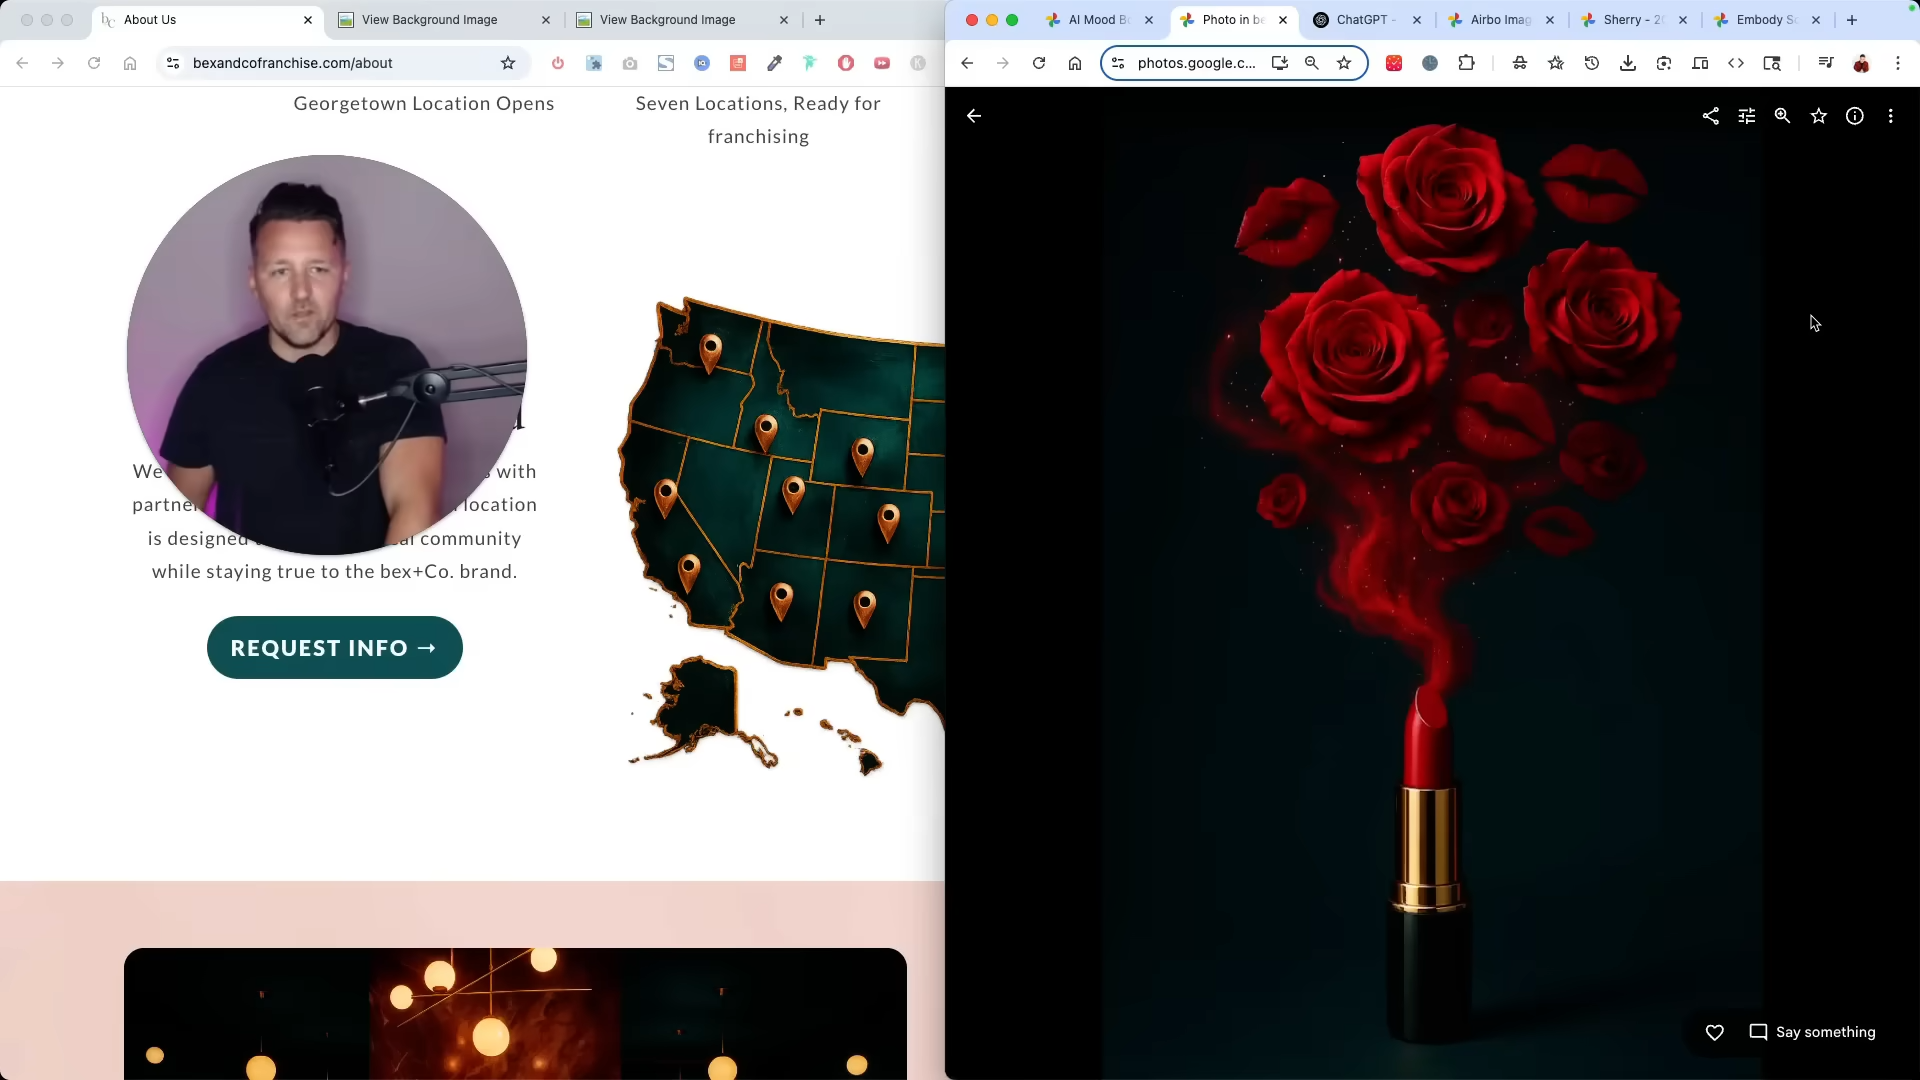 About Us
View Background Image
View Background Image
bexandcofranchise.com/about
Georgetown Location Opens
Seven Locations, Ready for
franchising
We
with
partne
location
is designed
community
while staying true to the bex+Co. brand.
REQUEST INFO →
AI Mood B
Photo in be
ChatGPT -
Airbo Imag
Sherry - 20
Embody So
photos.google.c...
Say something